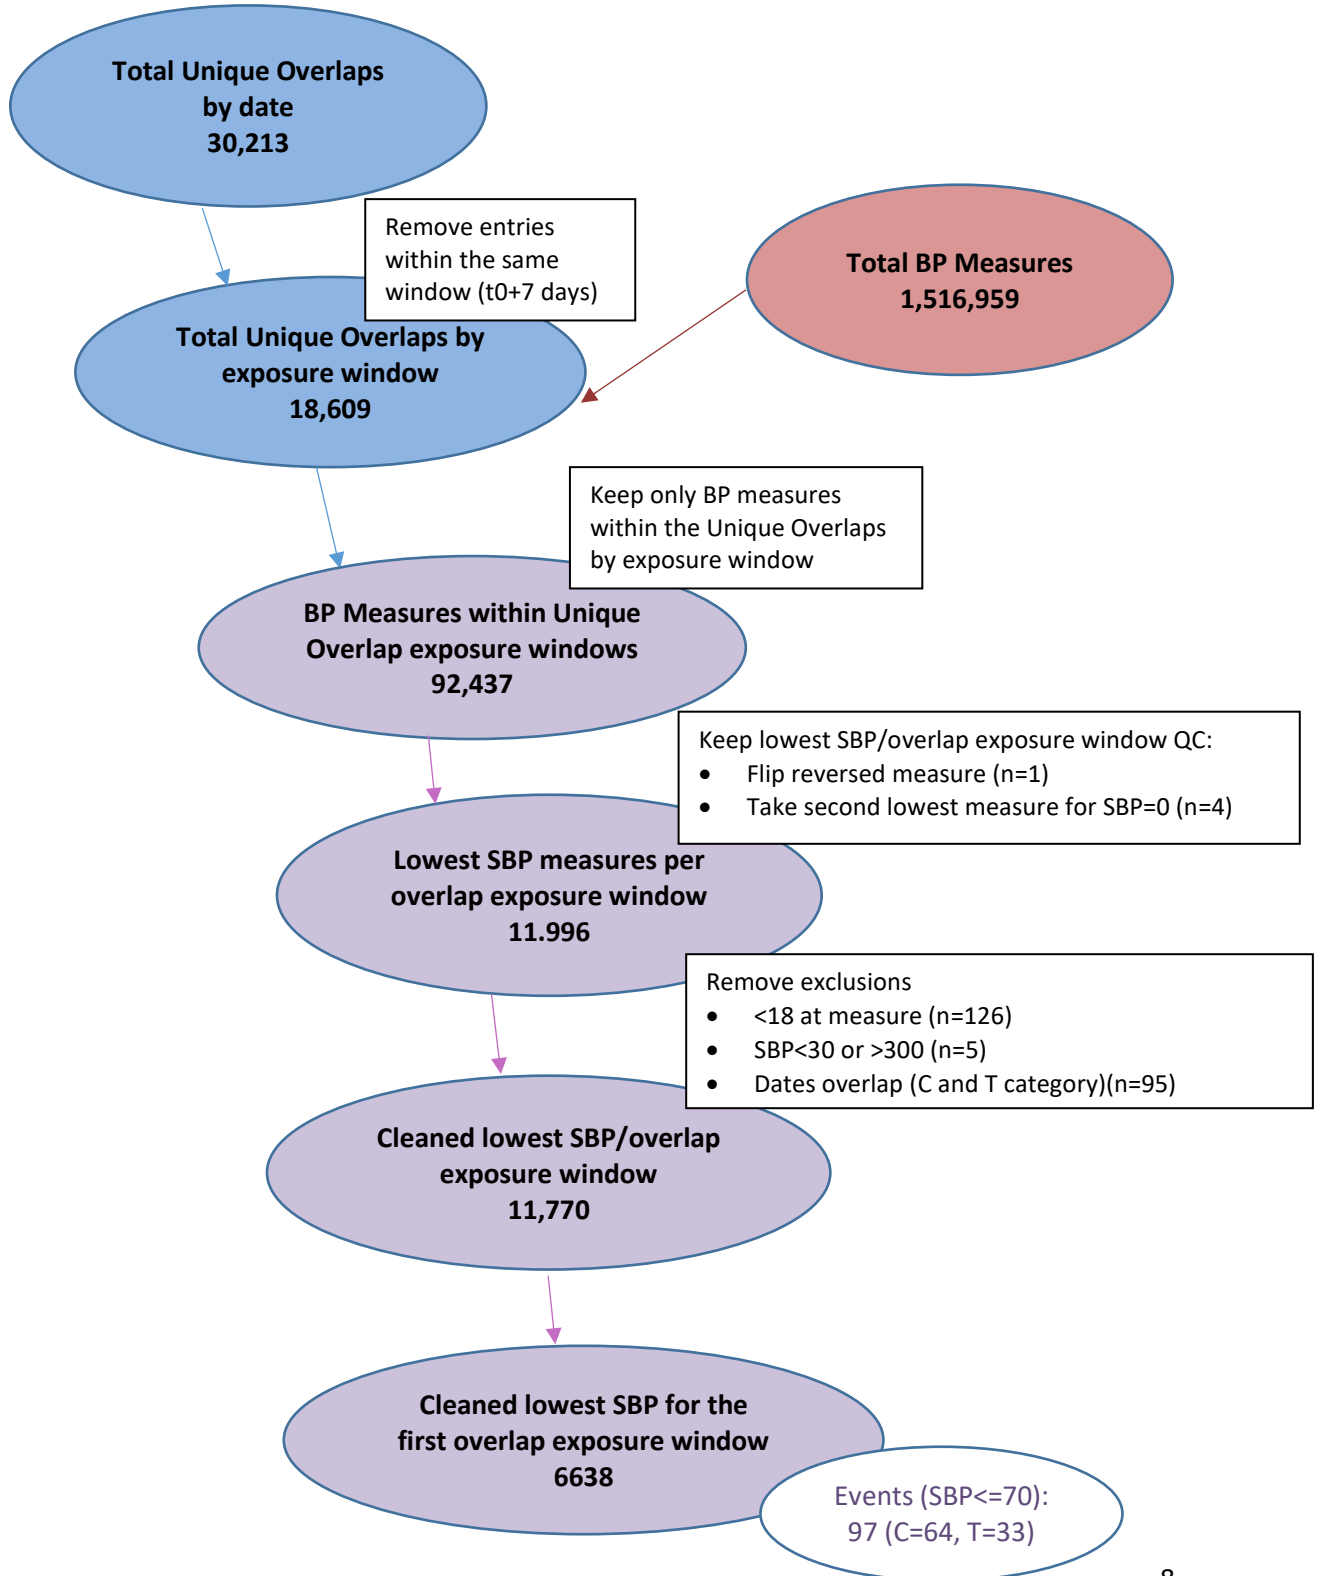 Total Unique Overlaps
by date
30,213
Remove entries
within the same
window (t0+7 days)
Total BP Measures
1,516,959
Total Unique Overlaps by
exposure window
18,609
Keep only BP measures
within the Unique Overlaps
by exposure window
BP Measures within Unique
Overlap exposure windows
92,437
Keep lowest SBP/overlap exposure window QC:
• Flip reversed measure (n=1)
• Take second lowest measure for SBP=0 (n=4)
Lowest SBP measures per
overlap exposure window
11.996
Remove exclusions
• <18 at measure (n=126)
• SBP<30 or >300 (n=5)
• Dates overlap (C and T category)(n=95)
Cleaned lowest SBP/overlap
exposure window
11,770
Cleaned lowest SBP for the
first overlap exposure window
6638
Events (SBP<=70):
97 (C=64, T=33)
8